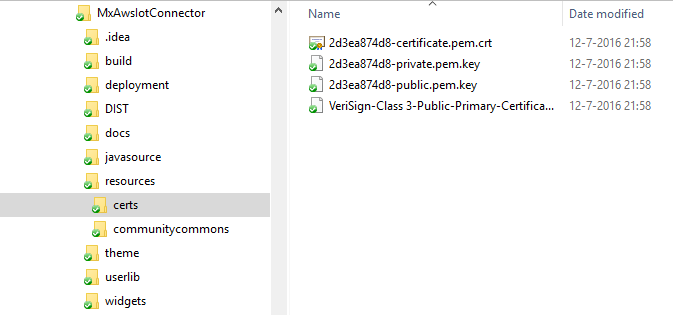 MxAwsIotConnector
.idea
build
deployment
DIST
docs
javasource
resources
certs
communitycommons
theme
userlib
widgets
Name Date modified
2d3ea874d8-certificate.pem.crt 12-7-2016 21:58
2d3ea874d8-private.pem.key 12-7-2016 21:58
2d3ea874d8-public.pem.key 12-7-2016 21:58
VeriSign-Class 3-Public-Primary-Certifica... 12-7-2016 21:58